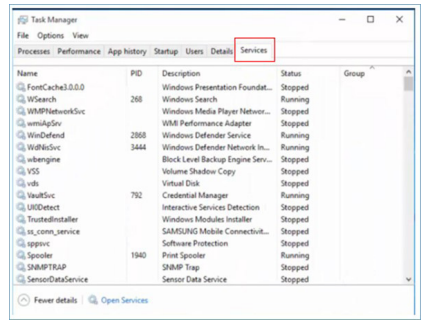 Task Manager
File Options View
Processes Performance App history Startup Users Details Services
Name PID Description Status Group
FontCache3.0.0.0 Windows Presentation Foundat... Stopped
WSearch 268 Windows Search Running
WMPNetworkSvc Windows Media Player Networ... Stopped
wmiApSrv WMI Performance Adapter Stopped
WinDefend 2868 Windows Defender Service Running
WdNisSvc 3444 Windows Defender Network In... Running
wbengine Block Level Backup Engine Serv... Stopped
VSS Volume Shadow Copy Stopped
vds Virtual Disk Stopped
VaultSvc 792 Credential Manager Running
UI0Detect Interactive Services Detection Stopped
TrustedInstaller Windows Modules Installer Stopped
ss_conn_service SAMSUNG Mobile Connectivit... Stopped
sppsvc Software Protection Stopped
Spooler 1940 Print Spooler Running
SNMPTRAP SNMP Trap Stopped
SensorDataService Sensor Data Service Stopped
Fewer details Open Services